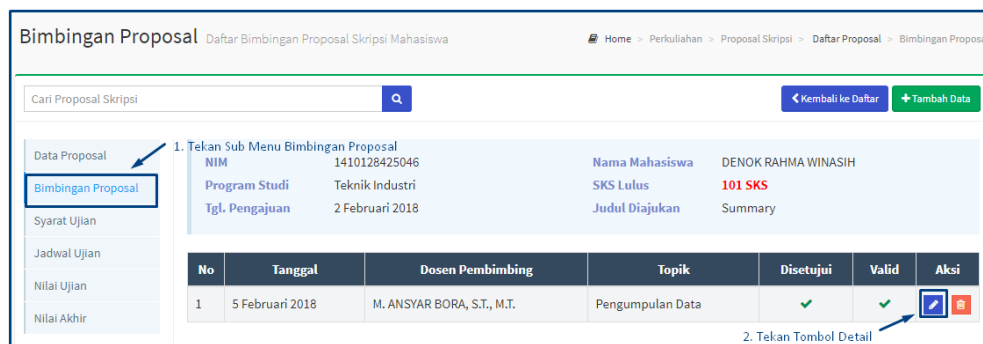 Bimbingan Proposal Daftar Bimbingan Proposal Skripsi Mahasiswa
Home > Perkuliahan > Proposal Skripsi > Daftar Proposal > Bimbingan Proposa
Cari Proposal Skripsi
Kembali ke Daftar
Tambah Data
Data Proposal
Bimbingan Proposal
Syarat Ujian
Jadwal Ujian
Nilai Ujian
Nilai Akhir
1. Tekan Sub Menu Bimbingan Proposal
NIM 1410128425046 Nama Mahasiswa DENOK RAHMA WINASIH
Program Studi Teknik Industri SKS Lulus 101 SKS
Tgl. Pengajuan 2 Februari 2018 Judul Diajukan Summary
No Tanggal Dosen Pembimbing Topik Disetujui Valid Aksi
1 5 Februari 2018 M. ANSYAR BORA, S.T., M.T. Pengumpulan Data
2. Tekan Tombol Detail